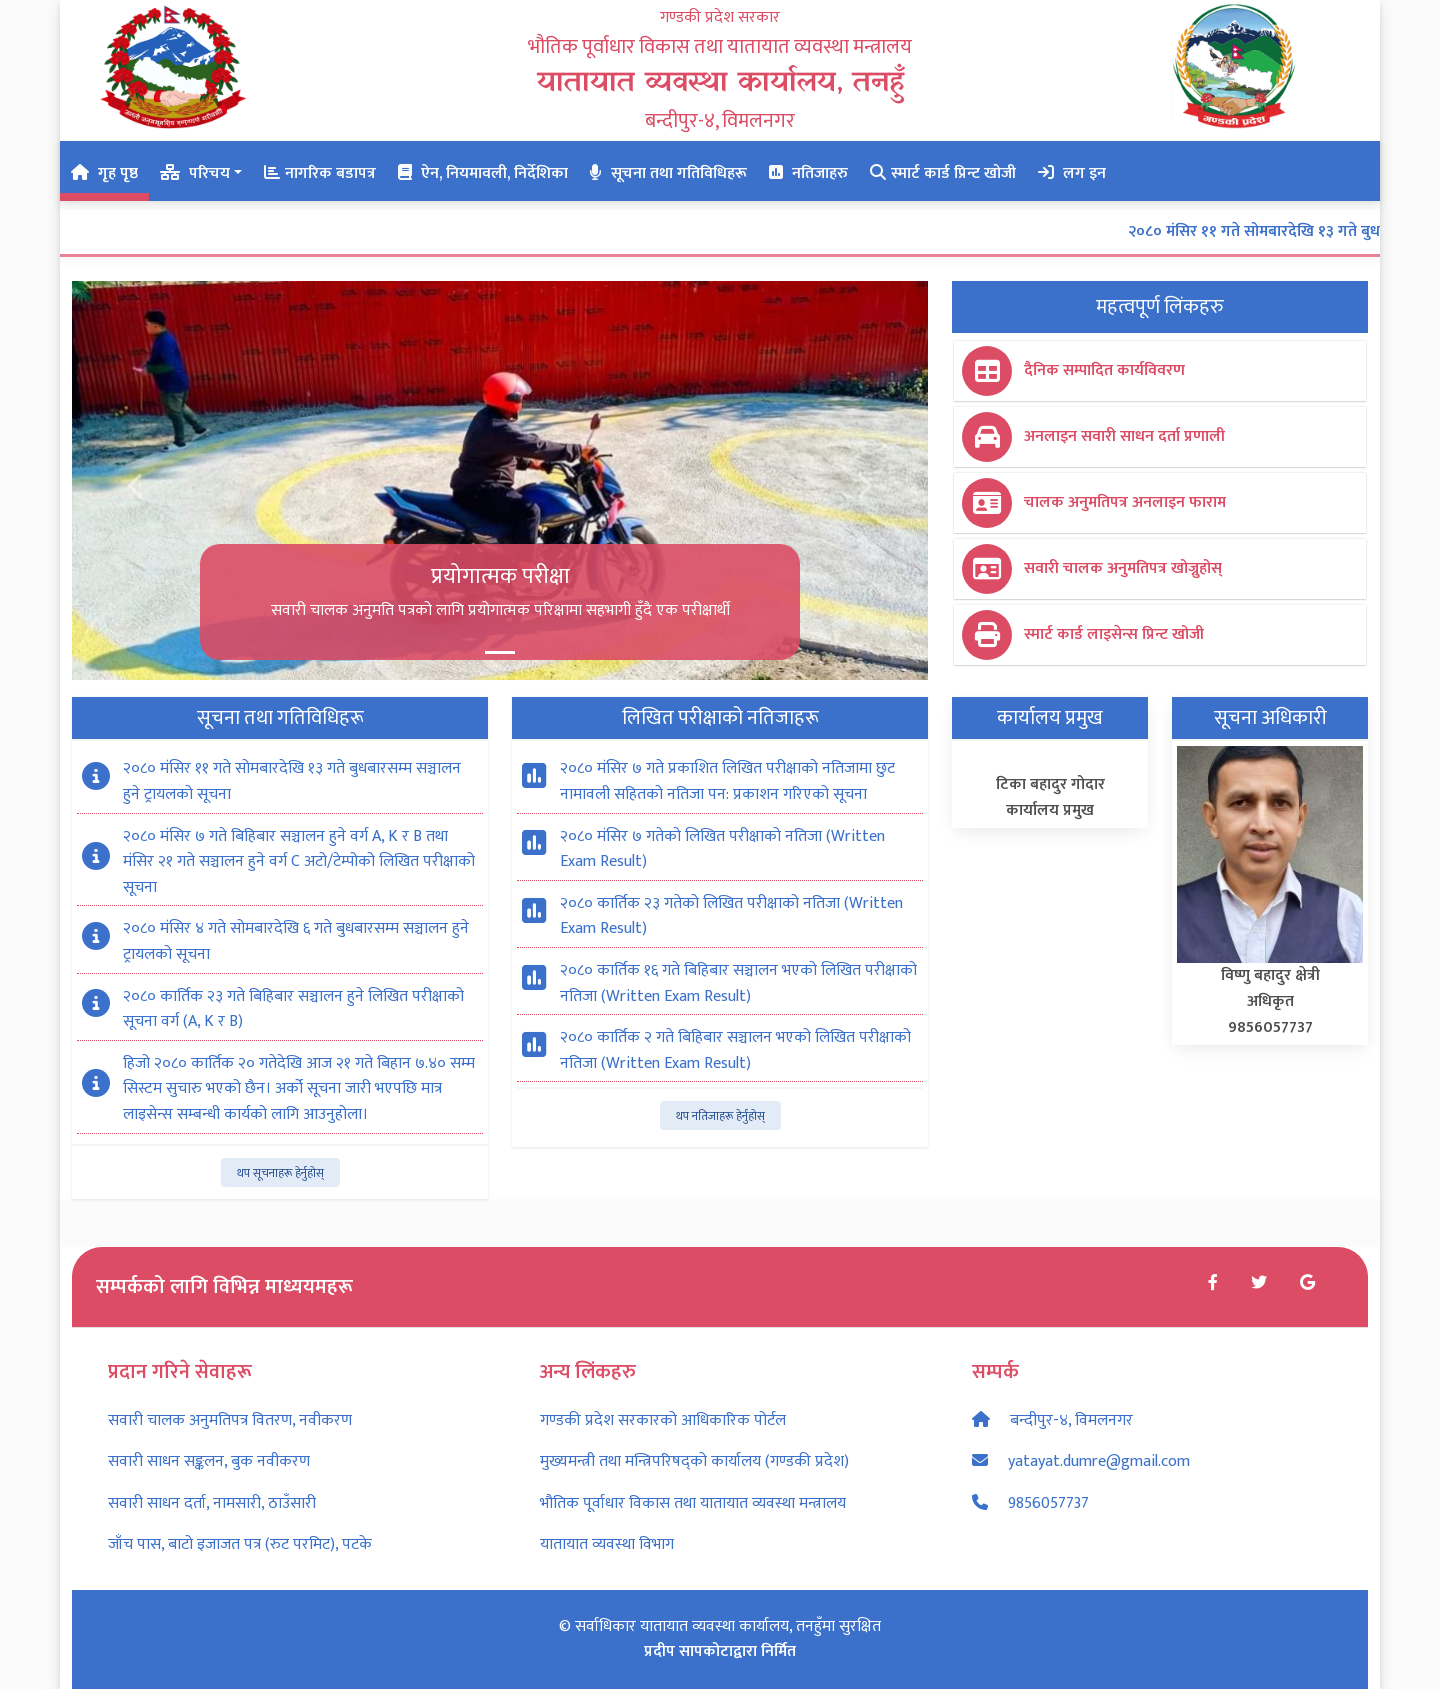 गण्डकी प्रदेश सरकार
भौतिक पूर्वाधार विकास तथा यातायात व्यवस्था मन्त्रालय
यातायात व्यवस्था कार्यालय, तनहुँ
बन्दीपुर-४, विमलनगर
गण्डकी प्रदेश
गृह पृष्ठ
परिचय
नागरिक बडापत्र
ऐन, नियमावली, निर्देशिका
सूचना तथा गतिविधिहरू
नतिजाहरु
स्मार्ट कार्ड प्रिन्ट खोजी
लग इन
२०८० मंसिर ११ गते सोमबारदेखि १३ गते बुध
प्रयोगात्मक परीक्षा
सवारी चालक अनुमति पत्रको लागि प्रयोगात्मक परिक्षामा सहभागी हुँदै एक परीक्षार्थी
महत्वपूर्ण लिंकहरु
दैनिक सम्पादित कार्यविवरण
अनलाइन सवारी साधन दर्ता प्रणाली
चालक अनुमतिपत्र अनलाइन फाराम
सवारी चालक अनुमतिपत्र खोज्नुहोस्
स्मार्ट कार्ड लाइसेन्स प्रिन्ट खोजी
सूचना तथा गतिविधिहरू
२०८० मंसिर ११ गते सोमबारदेखि १३ गते बुधबारसम्म सञ्चालन
हुने ट्रायलको सूचना
२०८० मंसिर ७ गते बिहिबार सञ्चालन हुने वर्ग A, K र B तथा
मंसिर २१ गते सञ्चालन हुने वर्ग C अटो/टेम्पोको लिखित परीक्षाको
सूचना
२०८० मंसिर ४ गते सोमबारदेखि ६ गते बुधबारसम्म सञ्चालन हुने
ट्रायलको सूचना
२०८० कार्तिक २३ गते बिहिबार सञ्चालन हुने लिखित परीक्षाको
सूचना वर्ग (A, K र B)
हिजो २०८० कार्तिक २० गतेदेखि आज २१ गते बिहान ७.४० सम्म
सिस्टम सुचारु भएको छैन। अर्को सूचना जारी भएपछि मात्र
लाइसेन्स सम्बन्धी कार्यको लागि आउनुहोला।
थप सूचनाहरू हेर्नुहोस्
लिखित परीक्षाको नतिजाहरू
२०८० मंसिर ७ गते प्रकाशित लिखित परीक्षाको नतिजामा छुट
नामावली सहितको नतिजा पन: प्रकाशन गरिएको सूचना
२०८० मंसिर ७ गतेको लिखित परीक्षाको नतिजा (Written
Exam Result)
२०८० कार्तिक २३ गतेको लिखित परीक्षाको नतिजा (Written
Exam Result)
२०८० कार्तिक १६ गते बिहिबार सञ्चालन भएको लिखित परीक्षाको
नतिजा (Written Exam Result)
२०८० कार्तिक २ गते बिहिबार सञ्चालन भएको लिखित परीक्षाको
नतिजा (Written Exam Result)
थप नतिजाहरू हेर्नुहोस्
कार्यालय प्रमुख
टिका बहादुर गोदार
कार्यालय प्रमुख
सूचना अधिकारी
विष्णु बहादुर क्षेत्री
अधिकृत
9856057737
सम्पर्कको लागि विभिन्न माध्ययमहरू
प्रदान गरिने सेवाहरू
सवारी चालक अनुमतिपत्र वितरण, नवीकरण
सवारी साधन सङ्कलन, बुक नवीकरण
सवारी साधन दर्ता, नामसारी, ठाउँसारी
जाँच पास, बाटो इजाजत पत्र (रुट परमिट), पटके
अन्य लिंकहरु
गण्डकी प्रदेश सरकारको आधिकारिक पोर्टल
मुख्यमन्त्री तथा मन्त्रिपरिषद्को कार्यालय (गण्डकी प्रदेश)
भौतिक पूर्वाधार विकास तथा यातायात व्यवस्था मन्त्रालय
यातायात व्यवस्था विभाग
सम्पर्क
बन्दीपुर-४, विमलनगर
yatayat.dumre@gmail.com
9856057737
© सर्वाधिकार यातायात व्यवस्था कार्यालय, तनहुँमा सुरक्षित
प्रदीप सापकोटाद्वारा निर्मित